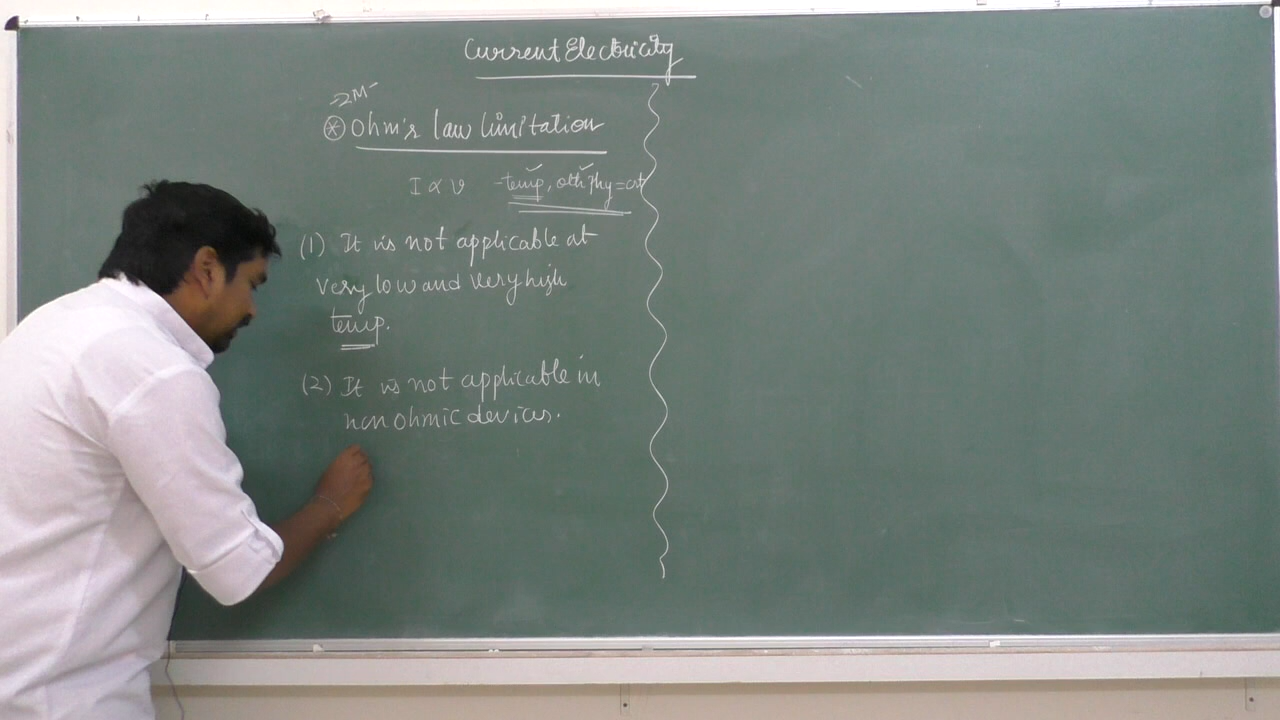 Current Electricity
-2M-
* Ohm's law limitation
I ∝ v -temp, oth phy = cst
(1) It is not applicable at
very low and very high
temp.
(2) It is not applicable in
non ohmic devices.